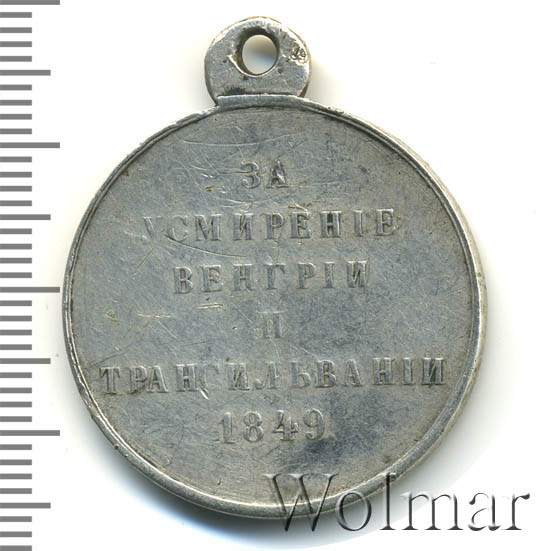 ЗА
УСМИРЕНІЕ
ВЕНГРІИ
И
ТРАНСИЛЬВАНІИ
1849
Wolmar